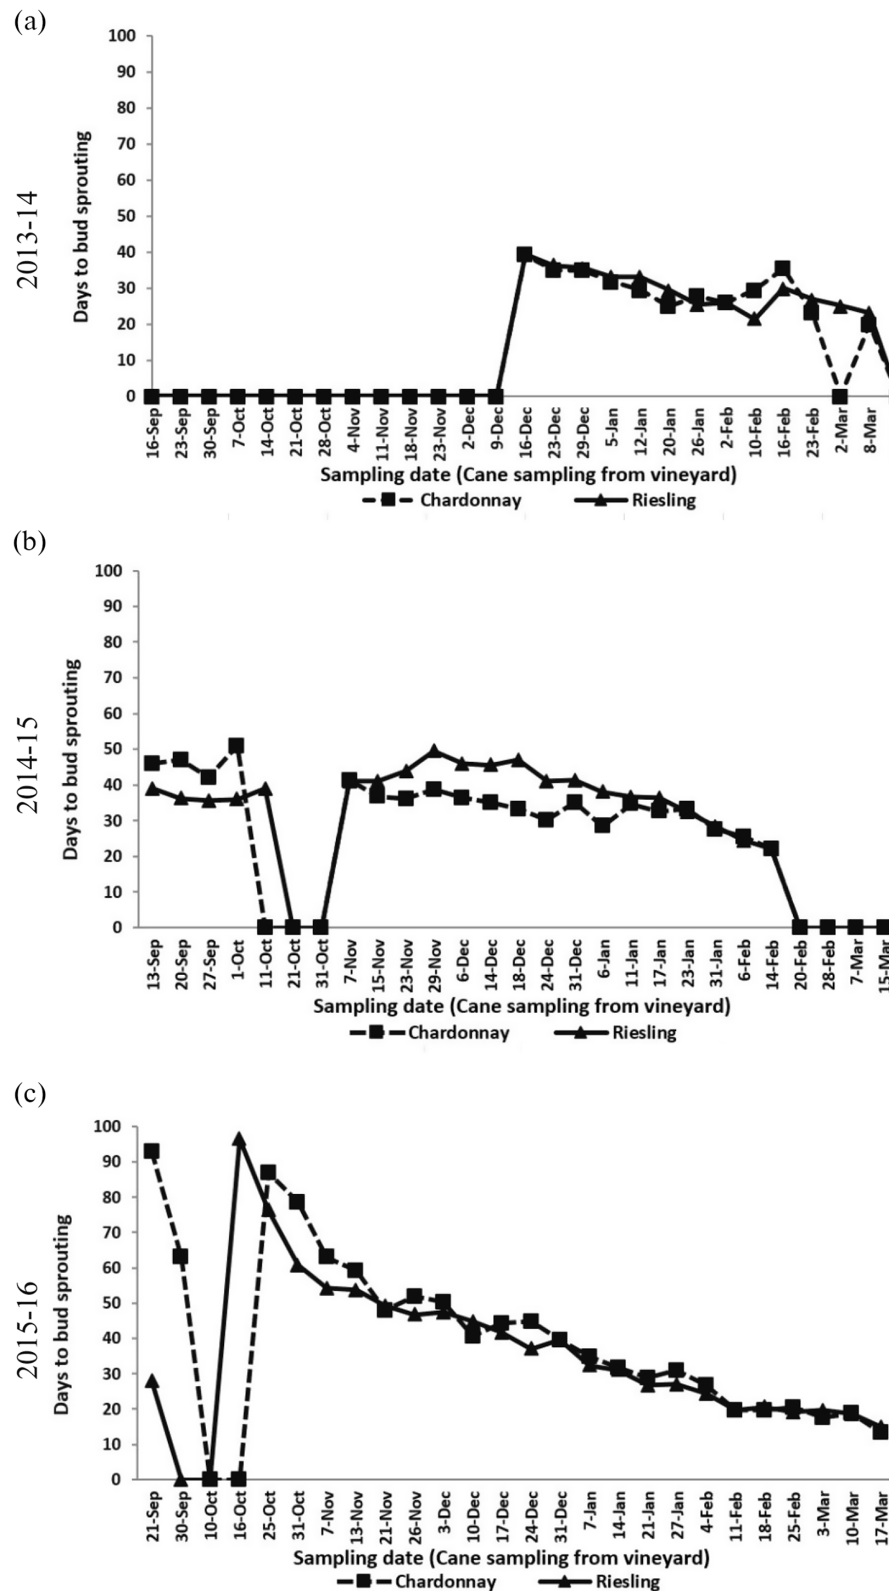 (a)
2013-14
Days to bud sprouting
100
90
80
70
60
50
40
30
20
10
0
16-Sep
23-Sep
30-Sep
7-Oct
14-Oct
21-Oct
28-Oct
4-Nov
11-Nov
18-Nov
23-Nov
2-Dec
9-Dec
16-Dec
23-Dec
29-Dec
5-Jan
12-Jan
20-Jan
26-Jan
2-Feb
10-Feb
16-Feb
23-Feb
2-Mar
8-Mar
Sampling date (Cane sampling from vineyard)
Chardonnay Riesling
(b)
2014-15
Days to bud sprouting
100
90
80
70
60
50
40
30
20
10
0
13-Sep
20-Sep
27-Sep
1-Oct
11-Oct
21-Oct
31-Oct
7-Nov
15-Nov
23-Nov
29-Nov
6-Dec
14-Dec
18-Dec
24-Dec
31-Dec
6-Jan
11-Jan
17-Jan
23-Jan
31-Jan
6-Feb
14-Feb
20-Feb
28-Feb
7-Mar
15-Mar
Sampling date (Cane sampling from vineyard)
Chardonnay Riesling
(c)
2015-16
Days to bud sprouting
100
90
80
70
60
50
40
30
20
10
0
21-Sep
30-Sep
10-Oct
16-Oct
25-Oct
31-Oct
7-Nov
13-Nov
21-Nov
26-Nov
3-Dec
10-Dec
17-Dec
24-Dec
31-Dec
7-Jan
14-Jan
21-Jan
27-Jan
4-Feb
11-Feb
18-Feb
25-Feb
3-Mar
10-Mar
17-Mar
Sampling date (Cane sampling from vineyard)
Chardonnay Riesling